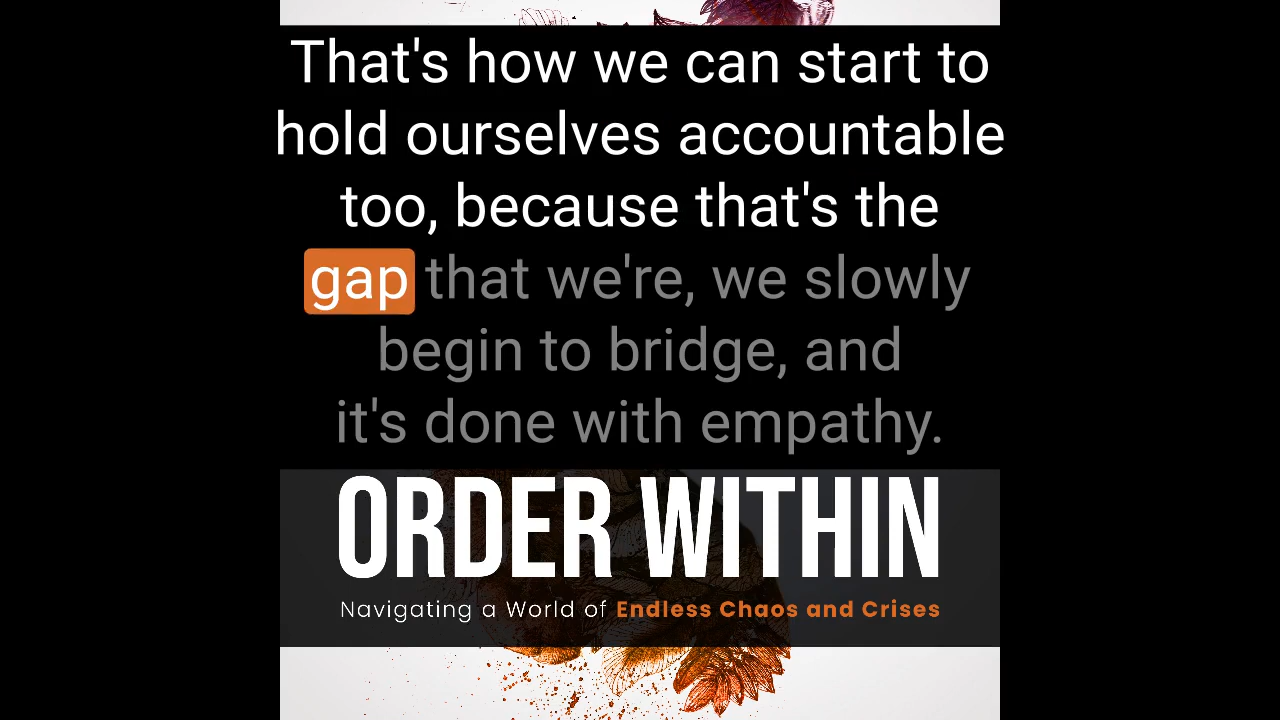 That's how we can start to
hold ourselves accountable
too, because that's the
gap that we're, we slowly
begin to bridge, and
it's done with empathy.
ORDER WITHIN
Navigating a World of Endless Chaos and Crises